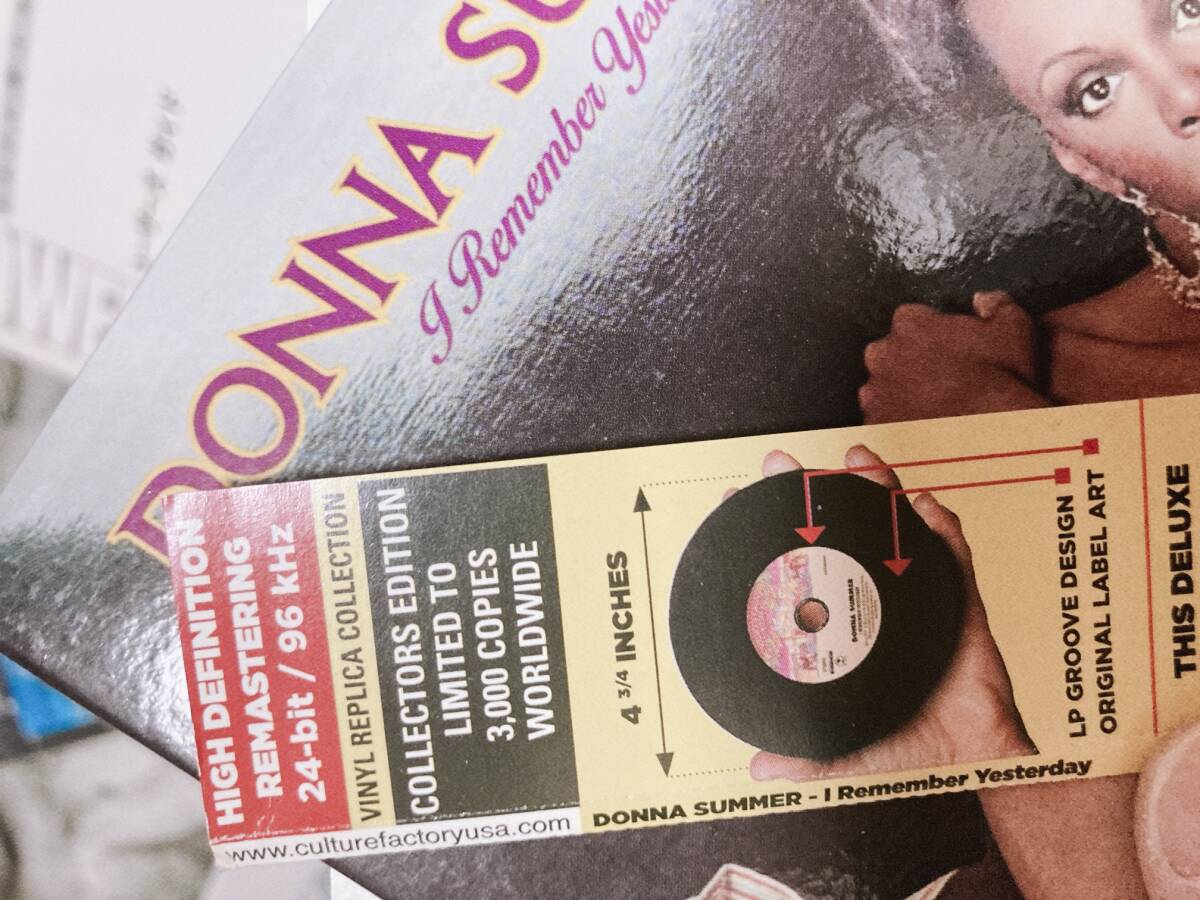 DONNA
I Remember
HIGH DEFINITION
REMASTERING
24-bit / 96 kHz
VINYL REPLICA COLLECTION
COLLECTORS EDITION
LIMITED TO
3,000 COPIES
WORLDWIDE
www.culturefactoryusa.com
4 3/4 INCHES
DONNA SUMMER
DONNA SUMMER - I Remember Yesterday
LP GROOVE DESIGN
ORIGINAL LABEL ART
THIS DELUXE